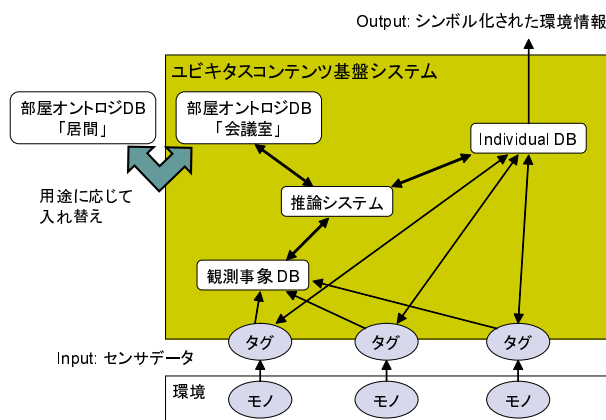 Output: シンボル化された環境情報
ユビキタスコンテンツ基盤システム
部屋オントロジDB
「居間」
部屋オントロジDB
「会議室」
Individual DB
用途に応じて
入れ替え
推論システム
観測事象 DB
タグ
タグ
タグ
Input: センサデータ
環境
モノ
モノ
モノ